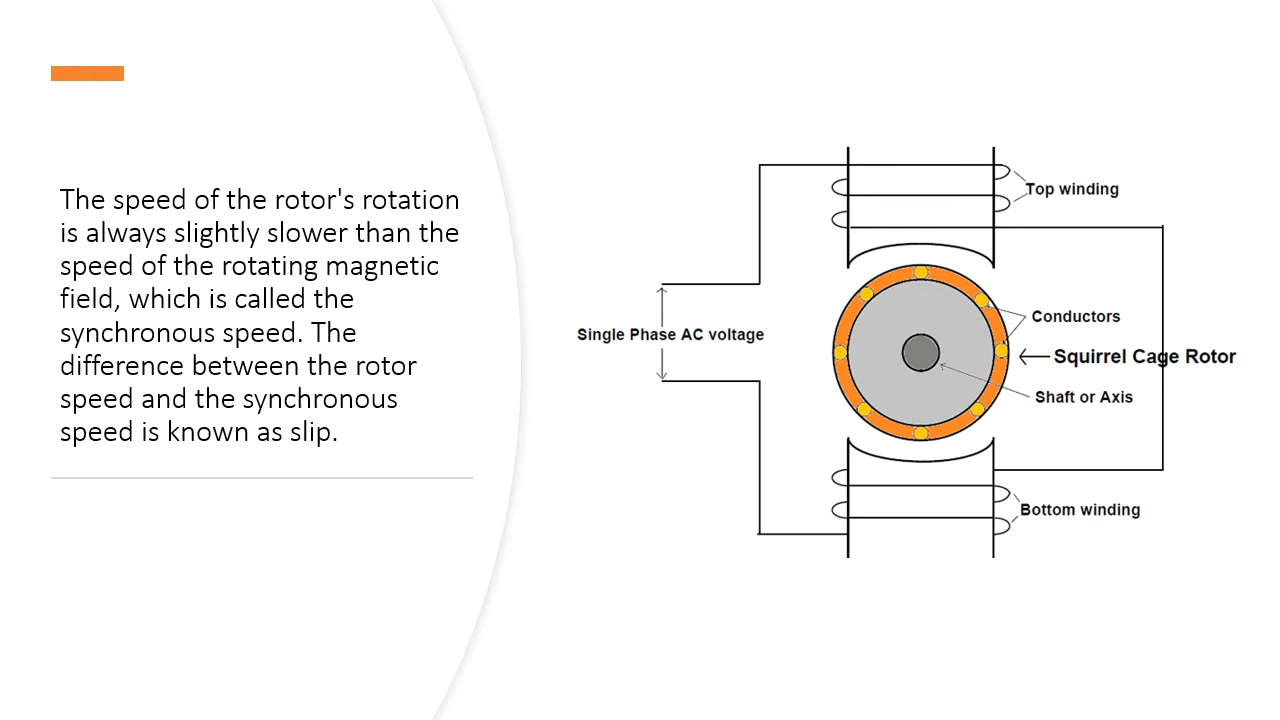 The speed of the rotor's rotation
is always slightly slower than the
speed of the rotating magnetic
field, which is called the
synchronous speed. The
difference between the rotor
speed and the synchronous
speed is known as slip.
Top winding
Conductors
Single Phase AC voltage
Squirrel Cage Rotor
Shaft or Axis
Bottom winding